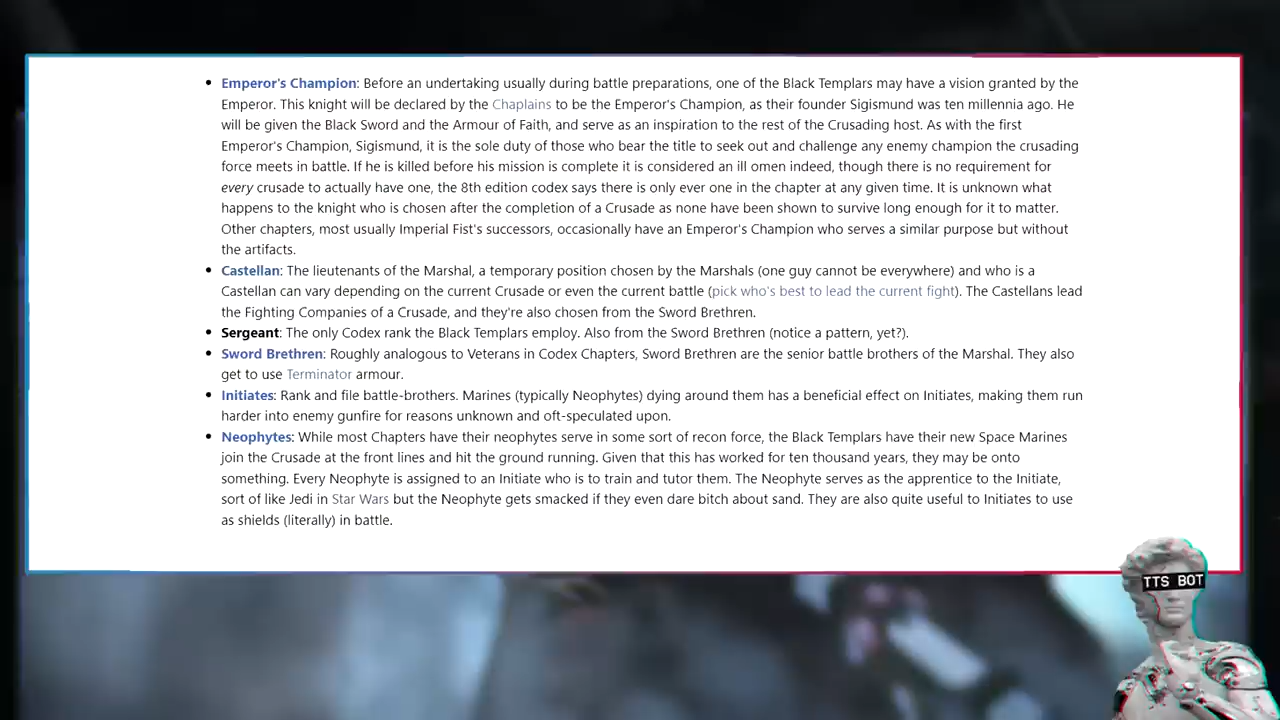 Emperor's Champion: Before an undertaking usually during battle preparations, one of the Black Templars may have a vision granted by the
Emperor. This knight will be declared by the Chaplains to be the Emperor's Champion, as their founder Sigismund was ten millennia ago. He
will be given the Black Sword and the Armour of Faith, and serve as an inspiration to the rest of the Crusading host. As with the first
Emperor's Champion, Sigismund, it is the sole duty of those who bear the title to seek out and challenge any enemy champion the crusading
force meets in battle. If he is killed before his mission is complete it is considered an ill omen indeed, though there is no requirement for
every crusade to actually have one, the 8th edition codex says there is only ever one in the chapter at any given time. It is unknown what
happens to the knight who is chosen after the completion of a Crusade as none have been shown to survive long enough for it to matter.
Other chapters, most usually Imperial Fist's successors, occasionally have an Emperor's Champion who serves a similar purpose but without
the artifacts.
Castellan: The lieutenants of the Marshal, a temporary position chosen by the Marshals (one guy cannot be everywhere) and who is a
Castellan can vary depending on the current Crusade or even the current battle (pick who's best to lead the current fight). The Castellans lead
the Fighting Companies of a Crusade, and they're also chosen from the Sword Brethren.
Sergeant: The only Codex rank the Black Templars employ. Also from the Sword Brethren (notice a pattern, yet?).
Sword Brethren: Roughly analogous to Veterans in Codex Chapters, Sword Brethren are the senior battle brothers of the Marshal. They also
get to use Terminator armour.
Initiates: Rank and file battle-brothers. Marines (typically Neophytes) dying around them has a beneficial effect on Initiates, making them run
harder into enemy gunfire for reasons unknown and oft-speculated upon.
Neophytes: While most Chapters have their neophytes serve in some sort of recon force, the Black Templars have their new Space Marines
join the Crusade at the front lines and hit the ground running. Given that this has worked for ten thousand years, they may be onto
something. Every Neophyte is assigned to an Initiate who is to train and tutor them. The Neophyte serves as the apprentice to the Initiate,
sort of like Jedi in Star Wars but the Neophyte gets smacked if they even dare bitch about sand. They are also quite useful to Initiates to use
as shields (literally) in battle.
TTS BOT